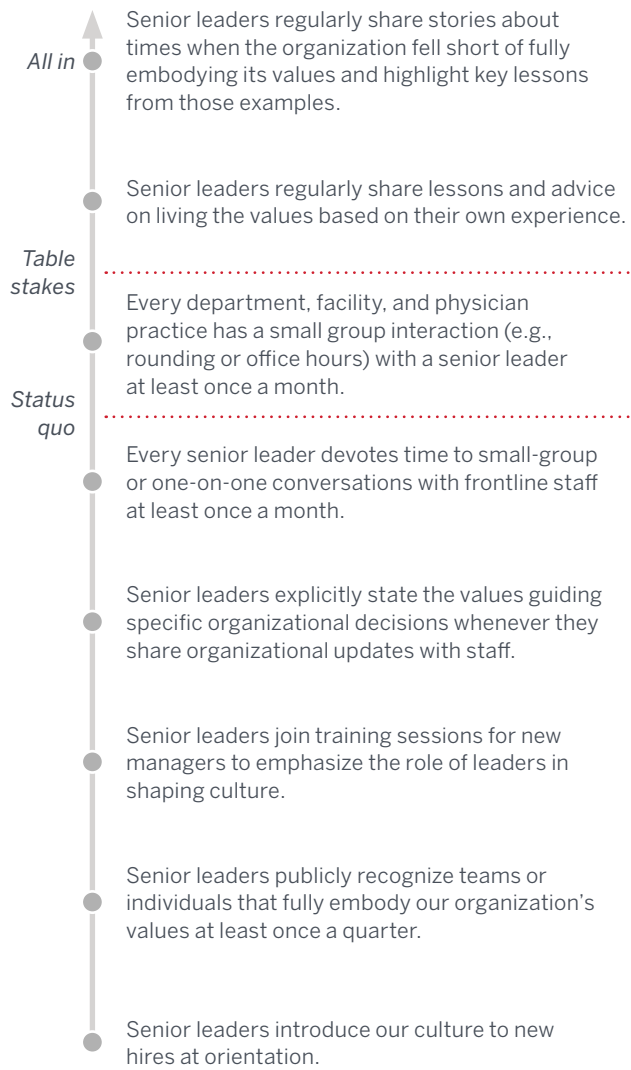 All in
Senior leaders regularly share stories about
times when the organization fell short of fully
embodying its values and highlight key lessons
from those examples.
Senior leaders regularly share lessons and advice
on living the values based on their own experience.
Table
stakes
Every department, facility, and physician
practice has a small group interaction (e.g.,
rounding or office hours) with a senior leader
at least once a month.
Status
quo
Every senior leader devotes time to small-group
or one-on-one conversations with frontline staff
at least once a month.
Senior leaders explicitly state the values guiding
specific organizational decisions whenever they
share organizational updates with staff.
Senior leaders join training sessions for new
managers to emphasize the role of leaders in
shaping culture.
Senior leaders publicly recognize teams or
individuals that fully embody our organization’s
values at least once a quarter.
Senior leaders introduce our culture to new
hires at orientation.